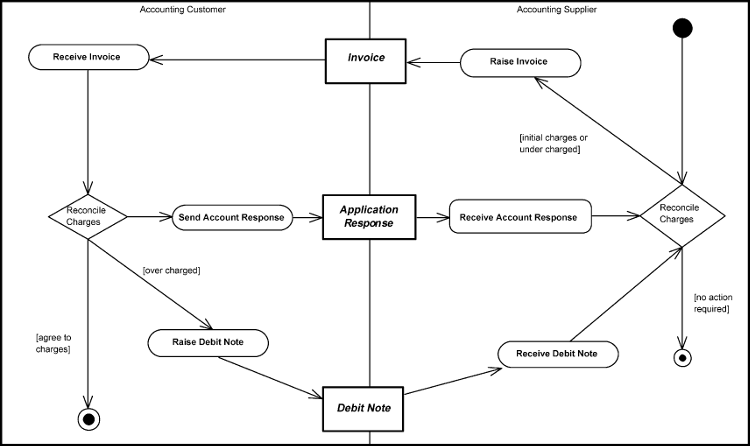 Accounting Customer
Accounting Supplier
Receive Invoice
Invoice
Raise Invoice
[initial charges or
under charged]
Reconcile
Charges
Send Account Response
Application
Response
Receive Account Response
Reconcile
Charges
[over charged]
[no action
required]
[agree to
charges]
Raise Debit Note
Receive Debit Note
Debit Note